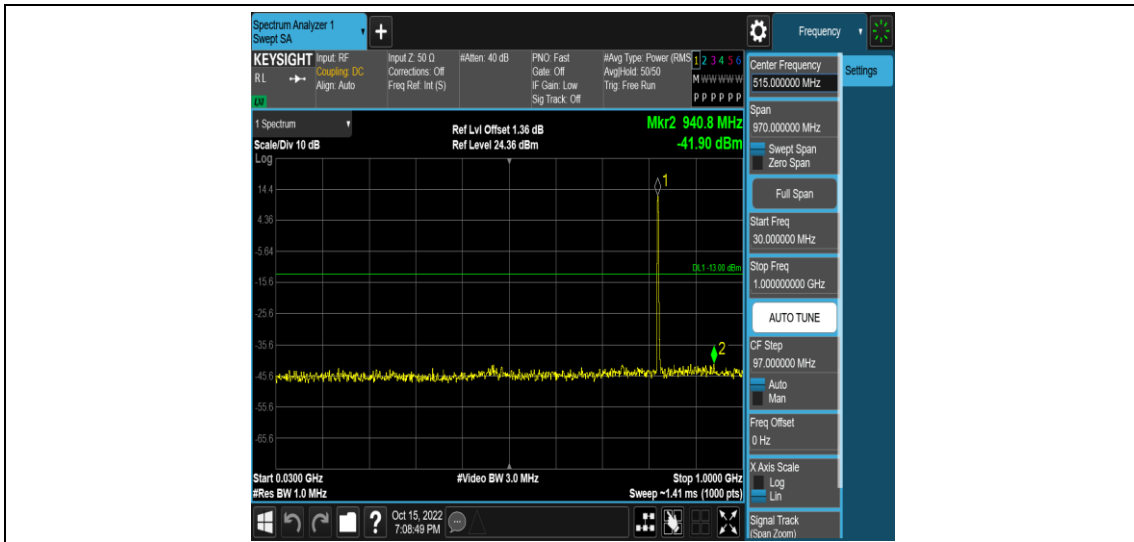 Spectrum Analyzer 1
Swept SA
+
Frequency
KEYSIGHT
RL
LXI
Input: RF
Coupling: DC
Align: Auto
Input Z: 50 Ω
Corrections: Off
Freq Ref: Int (S)
#Atten: 40 dB
PNO: Fast
Gate: Off
IF Gain: Low
Sig Track: Off
#Avg Type: Power (RMS
Avg|Hold: 50/50
Trig: Free Run
1 2 3 4 5 6
M W W W W W
P P P P P P
1 Spectrum
Scale/Div 10 dB
Ref Lvl Offset 1.36 dB
Ref Level 24.36 dBm
Mkr2 940.8 MHz
-41.90 dBm
Log
1
14.4
4.36
-5.64
DL1 -13.00 dBm
-15.6
-25.6
-35.6
2
-45.6
-55.6
-65.6
Start 0.0300 GHz
#Video BW 3.0 MHz
Stop 1.0000 GHz
#Res BW 1.0 MHz
Sweep ~1.41 ms (1000 pts)
Oct 15, 2022
7:08:49 PM
?
Center Frequency
515.000000 MHz
Settings
Span
970.000000 MHz
Swept Span
Zero Span
Full Span
Start Freq
30.000000 MHz
Stop Freq
1.000000000 GHz
AUTO TUNE
CF Step
97.000000 MHz
Auto
Man
Freq Offset
0 Hz
X Axis Scale
Log
Lin
Signal Track
(Span Zoom)